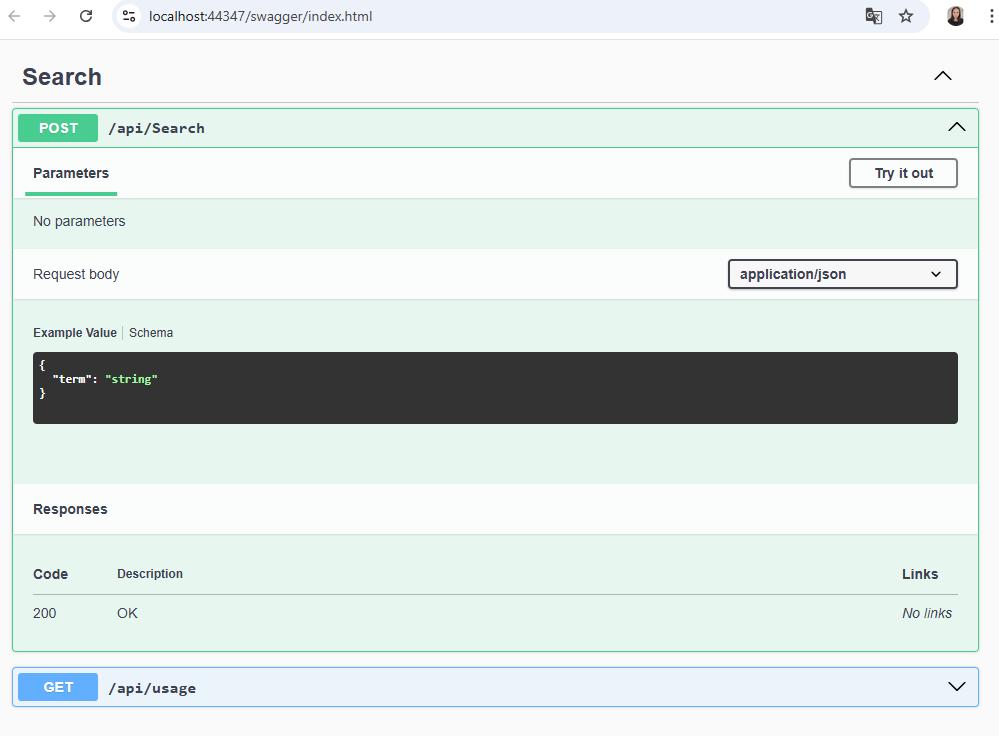 localhost:44347/swagger/index.html
Search
POST /api/Search
Parameters Try it out
No parameters
Request body application/json
Example Value Schema
{
"term": "string"
}
Responses
Code Description Links
200 OK No links
GET /api/usage